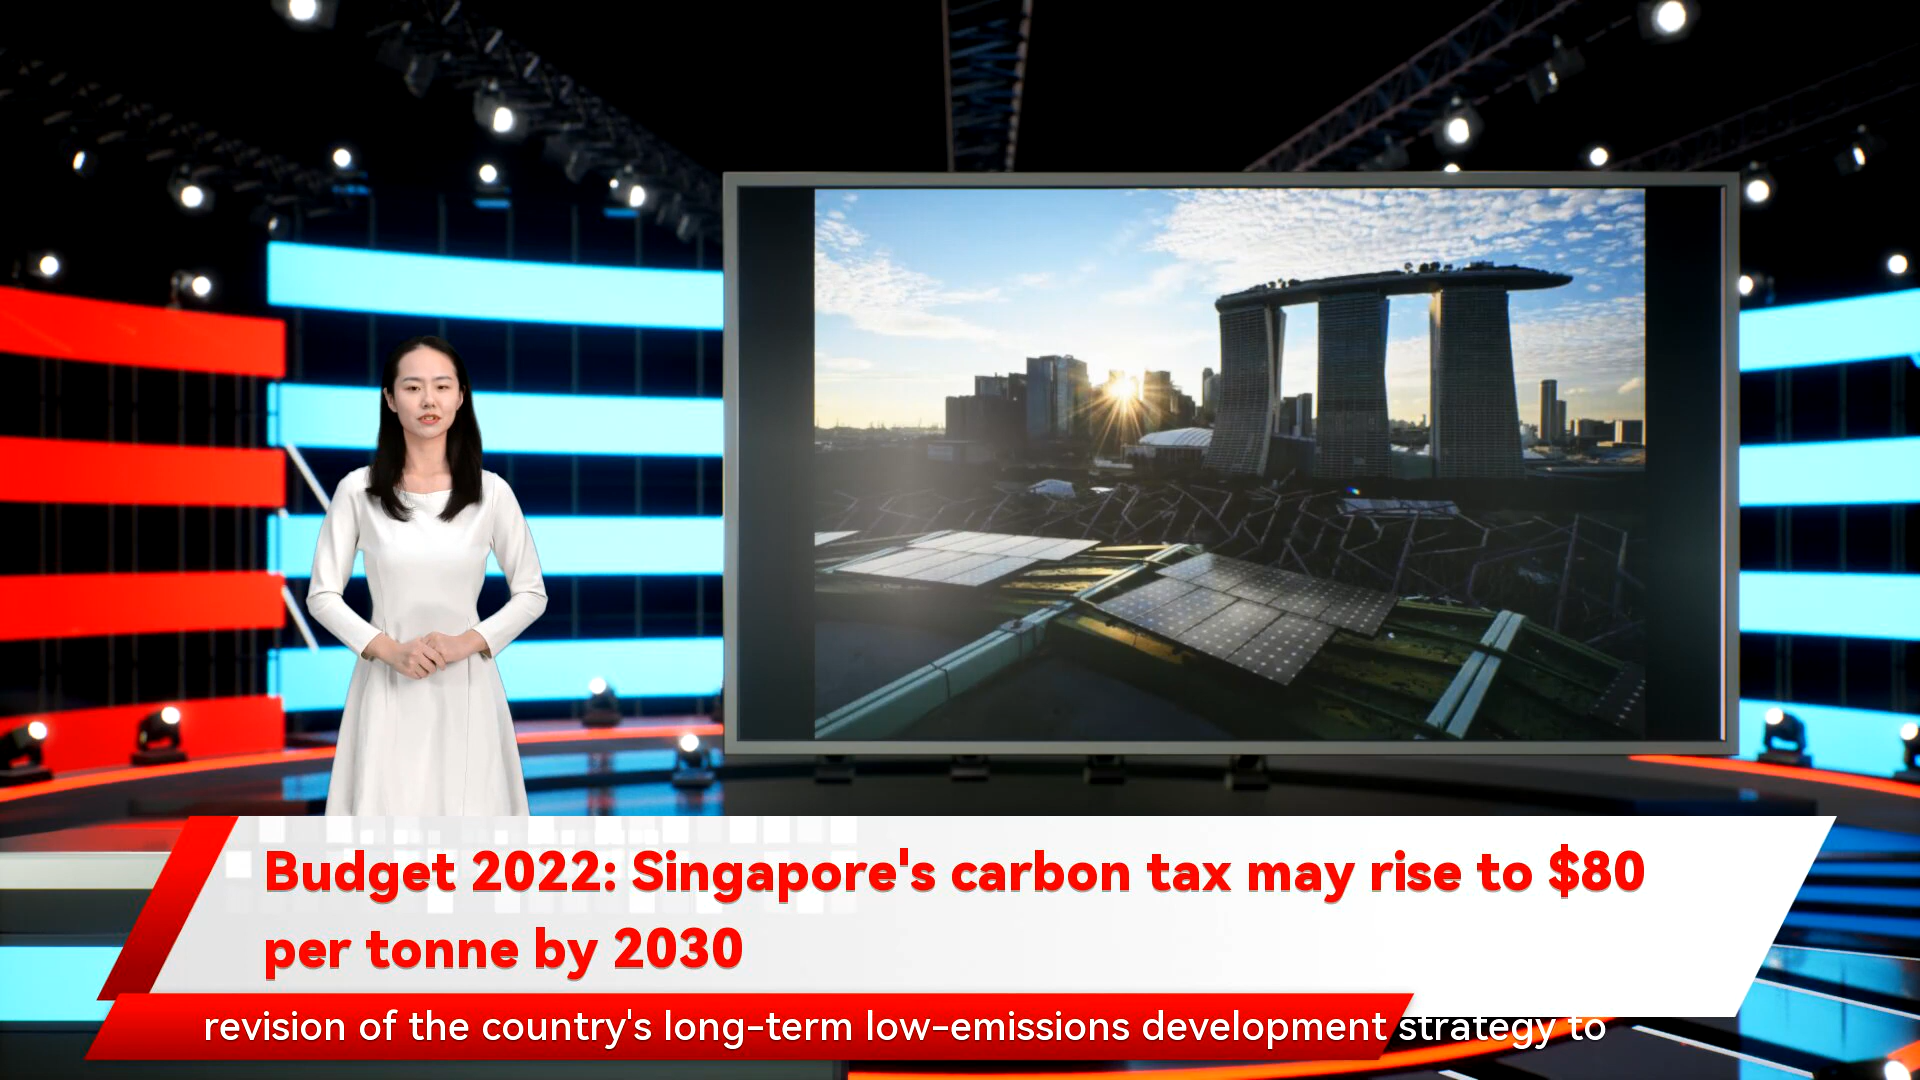 Budget 2022: Singapore's carbon tax may rise to $80
per tonne by 2030
revision of the country's long-term low-emissions development strategy to